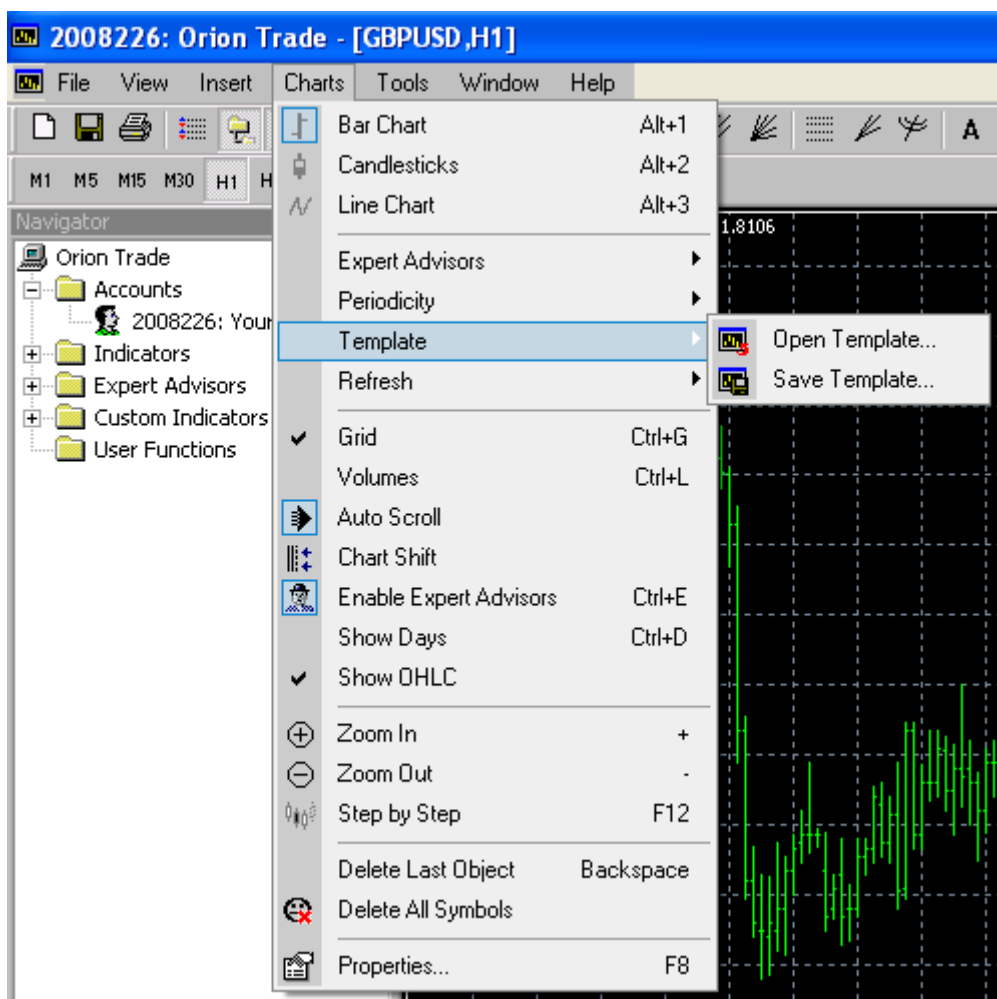 2008226: Orion Trade - [GBPUSD,H1]
File View Insert Charts Tools Window Help
A
M1 M5 M15 M30 H1 H
Navigator
Orion Trade
Accounts
2008226: Your
Indicators
Expert Advisors
Custom Indicators
User Functions
Bar Chart Alt+1
Candlesticks Alt+2
Line Chart Alt+3
Expert Advisors
Periodicity
Template
Refresh
Grid Ctrl+G
Volumes Ctrl+L
Auto Scroll
Chart Shift
Enable Expert Advisors Ctrl+E
Show Days Ctrl+D
Show OHLC
Zoom In +
Zoom Out -
Step by Step F12
Delete Last Object Backspace
Delete All Symbols
Properties... F8
Open Template...
Save Template...
1.8106